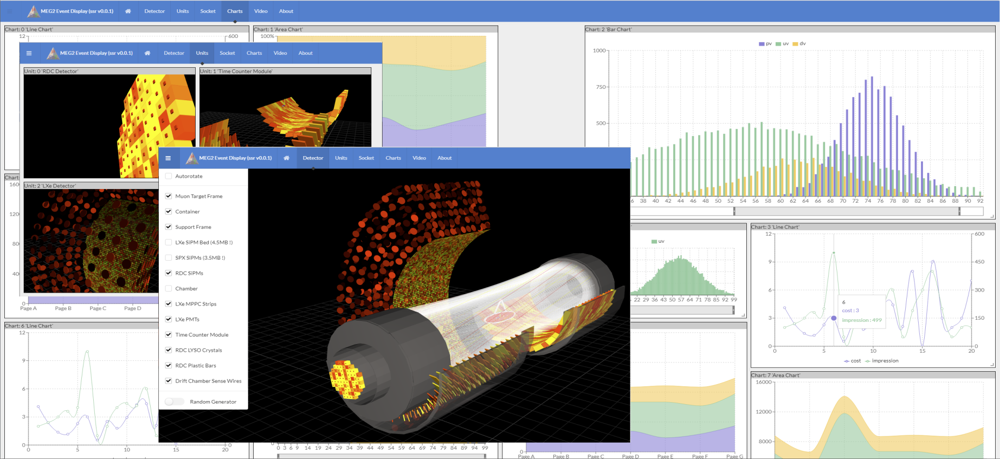 MEG2 Event Display (ssr v0.0.1) Detector Units Socket Charts Video About
Chart: 0 'Line Chart'
12
600
Chart: 1 'Area Chart'
100%
Chart: 2 'Bar Chart'
pv uv dv
1000
750
500
38 40 42 44 46 48 50 52 54 56 58 60 62 64 66 68 70 72 74 76 78 80 82 84 86 88 90 92
MEG2 Event Display (ssr v0.0.1) Detector Units Socket Charts Video About
Unit: 0 'RDC Detector'
Unit: 1 'Time Counter Module'
Unit: 2 'LXe Detector'
Chart:
160
120
80
40
0
Page A Page B Page C Page D
MEG2 Event Display (ssr v0.0.1) Detector Units Socket Charts Video About
Autorotate
Muon Target Frame
Container
Support Frame
LXe SiPM Bed (4.5MB !)
SPX SiPMs (3.5MB !)
RDC SiPMs
Chamber
LXe MPPC Strips
LXe PMTs
Time Counter Module
RDC LYSO Crystals
RDC Plastic Bars
Drift Chamber Sense Wires
Random Generator
uv
22 29 36 43 50 57 64 71 78 85 92 99
Chart: 3 'Line Chart'
12
9
6
3
0
600
450
300
150
0
0 5 10 15 20
6
cost : 3
impression : 499
cost impression
Chart: 6 'Line Chart'
12
9
6
3
0
0 5 10 15 20
0
0 3 6 9 14 19 24 29 34 39 44 49 54 59 64 69 74 79 84 89 94 99
0
Page A Page B Page C Page D Page E Page F Page G
Chart: 7 'Area Chart'
16000
12000
8000